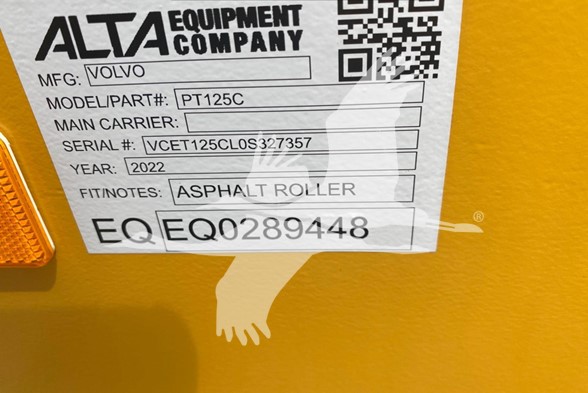 ALTA EQUIPMENT COMPANY
MFG: VOLVO
MODEL/PART#: PT125C
MAIN CARRIER:
SERIAL #: VCET125CL0S327357
YEAR: 2022
FIT/NOTES: ASPHALT ROLLER
EQ EQ0289448
®